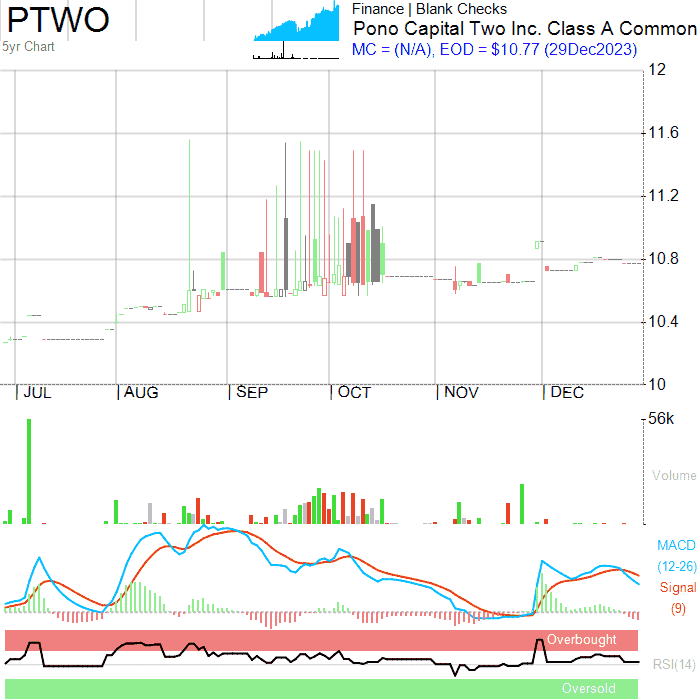 PTWO
5yr Chart
Finance | Blank Checks
Pono Capital Two Inc. Class A Common
MC = (N/A), EOD = $10.77 (29Dec2023)
12
11.6
11.2
10.8
10.4
10
JUL
AUG
SEP
OCT
NOV
DEC
56k
Volume
MACD
(12-26)
Signal
(9)
Overbought
RSI(14)
Oversold